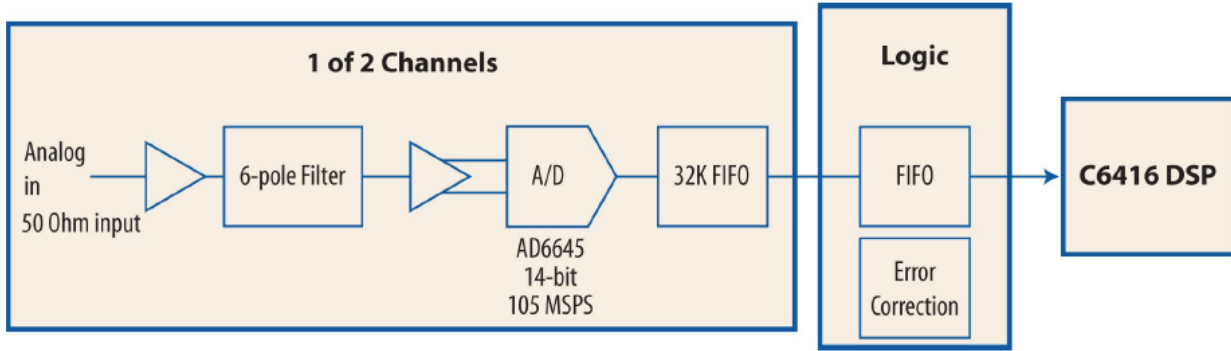 1 of 2 Channels
Analog
in
50 Ohm input
6-pole Filter
A/D
AD6645
14-bit
105 MSPS
32K FIFO
Logic
FIFO
Error
Correction
C6416 DSP